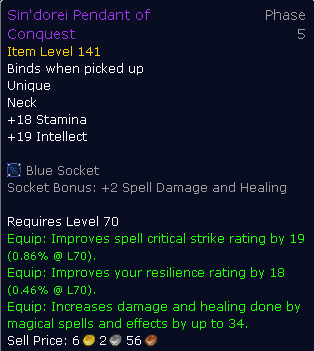 Sin'dorei Pendant of Phase
Conquest 5
Item Level 141
Binds when picked up
Unique
Neck
+18 Stamina
+19 Intellect
Blue Socket
Socket Bonus: +2 Spell Damage and Healing
Requires Level 70
Equip: Improves spell critical strike rating by 19
(0.86% @ L70).
Equip: Improves your resilience rating by 18
(0.46% @ L70).
Equip: Increases damage and healing done by
magical spells and effects by up to 34.
Sell Price: 6 2 56